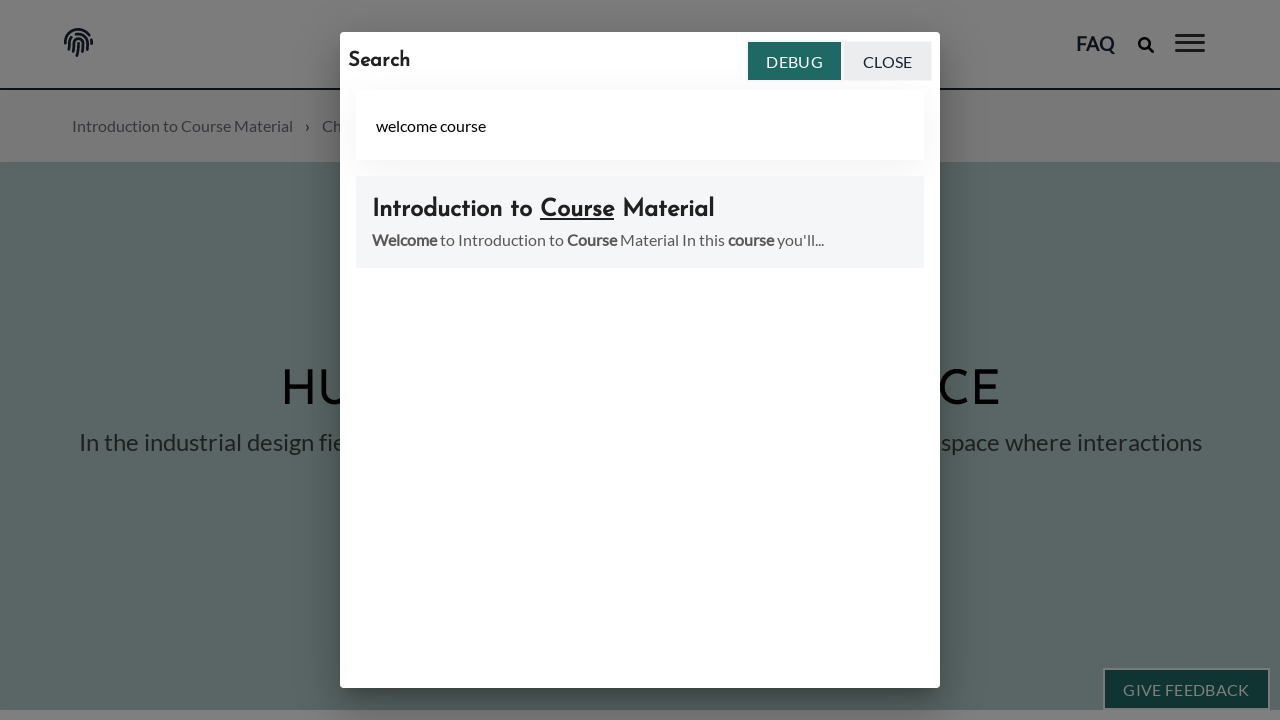 FAQ
Introduction to Course Material › Ch
Search
DEBUG
CLOSE
welcome course
Introduction to Course Material
Welcome to Introduction to Course Material In this course you'll...
HU CE
In the industrial design fie space where interactions
GIVE FEEDBACK